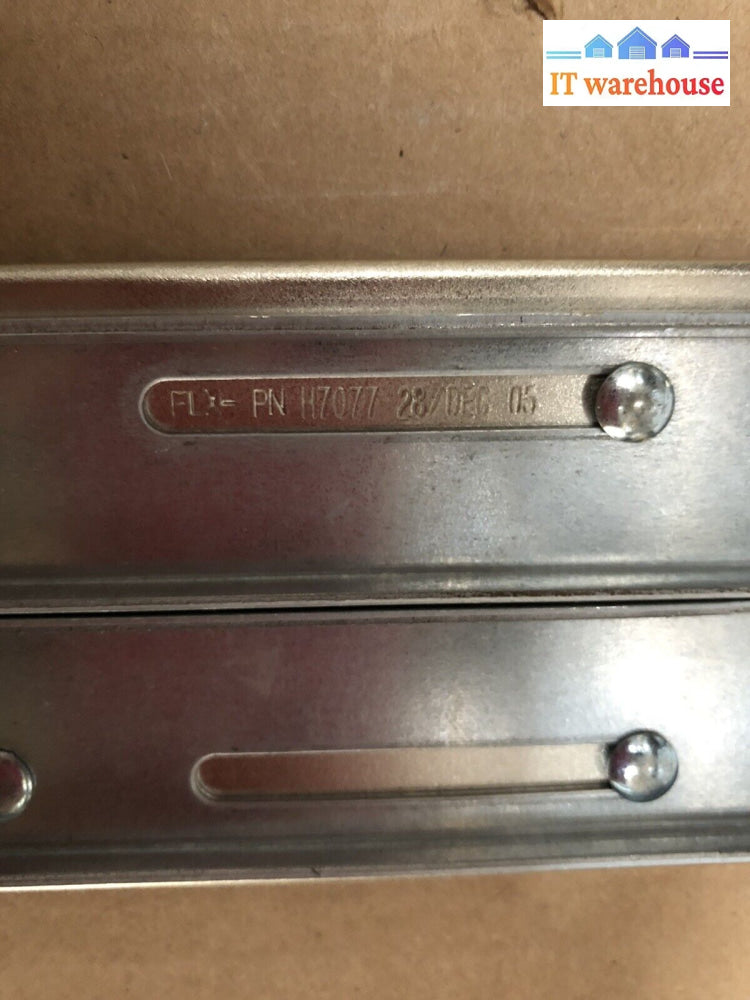 IT warehouse
PN H7077 28/DEC 05